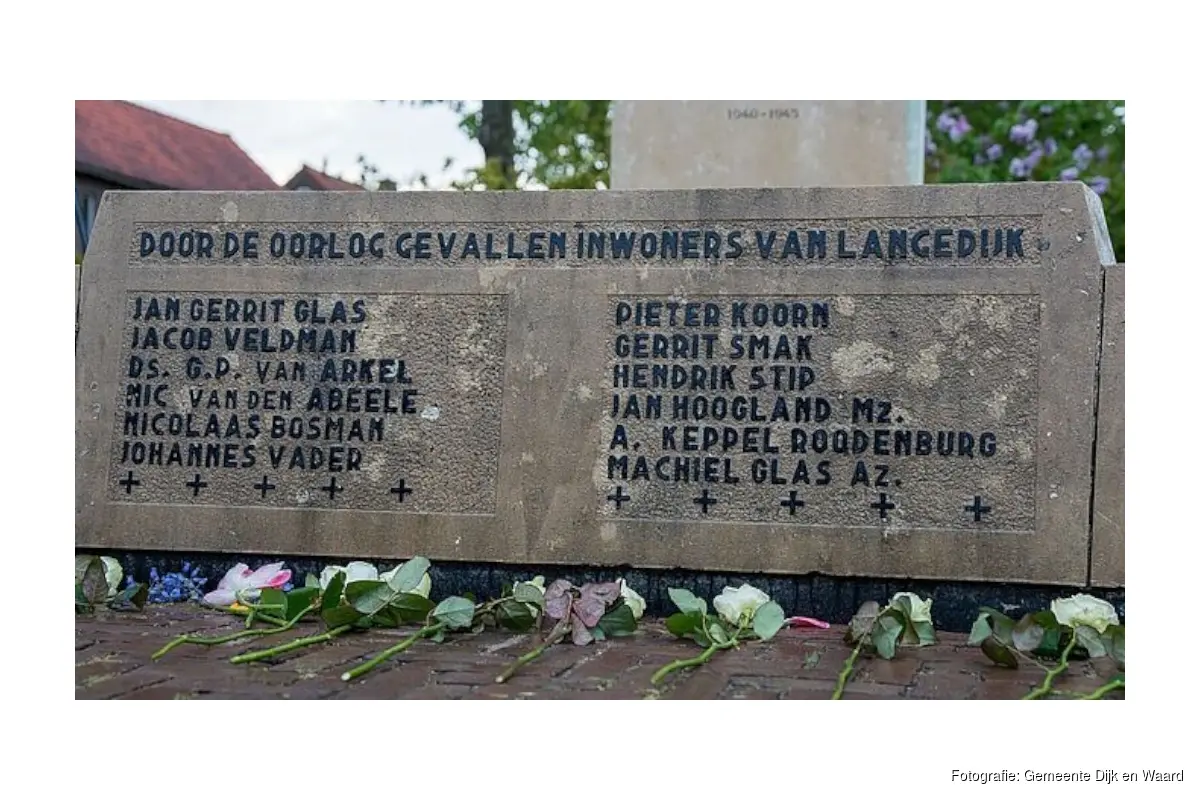 1940-1945
DOOR DE OORLOG GEVALLEN INWONERS VAN LANGEDIJK
JAN GERRIT GLAS
JACOB VELDMAN
DS. G.P. VAN ARKEL
MIC. VAN DEN ABEELE
NICOLAAS BOSMAN
JOHANNES VADER
PIETER KOORN
GERRIT SMAK
HENDRIK STIP
JAN HOOGLAND Mz.
A. KEPPEL ROODENBURG
MACHIEL GLAS Az.
Fotografie: Gemeente Dijk en Waard